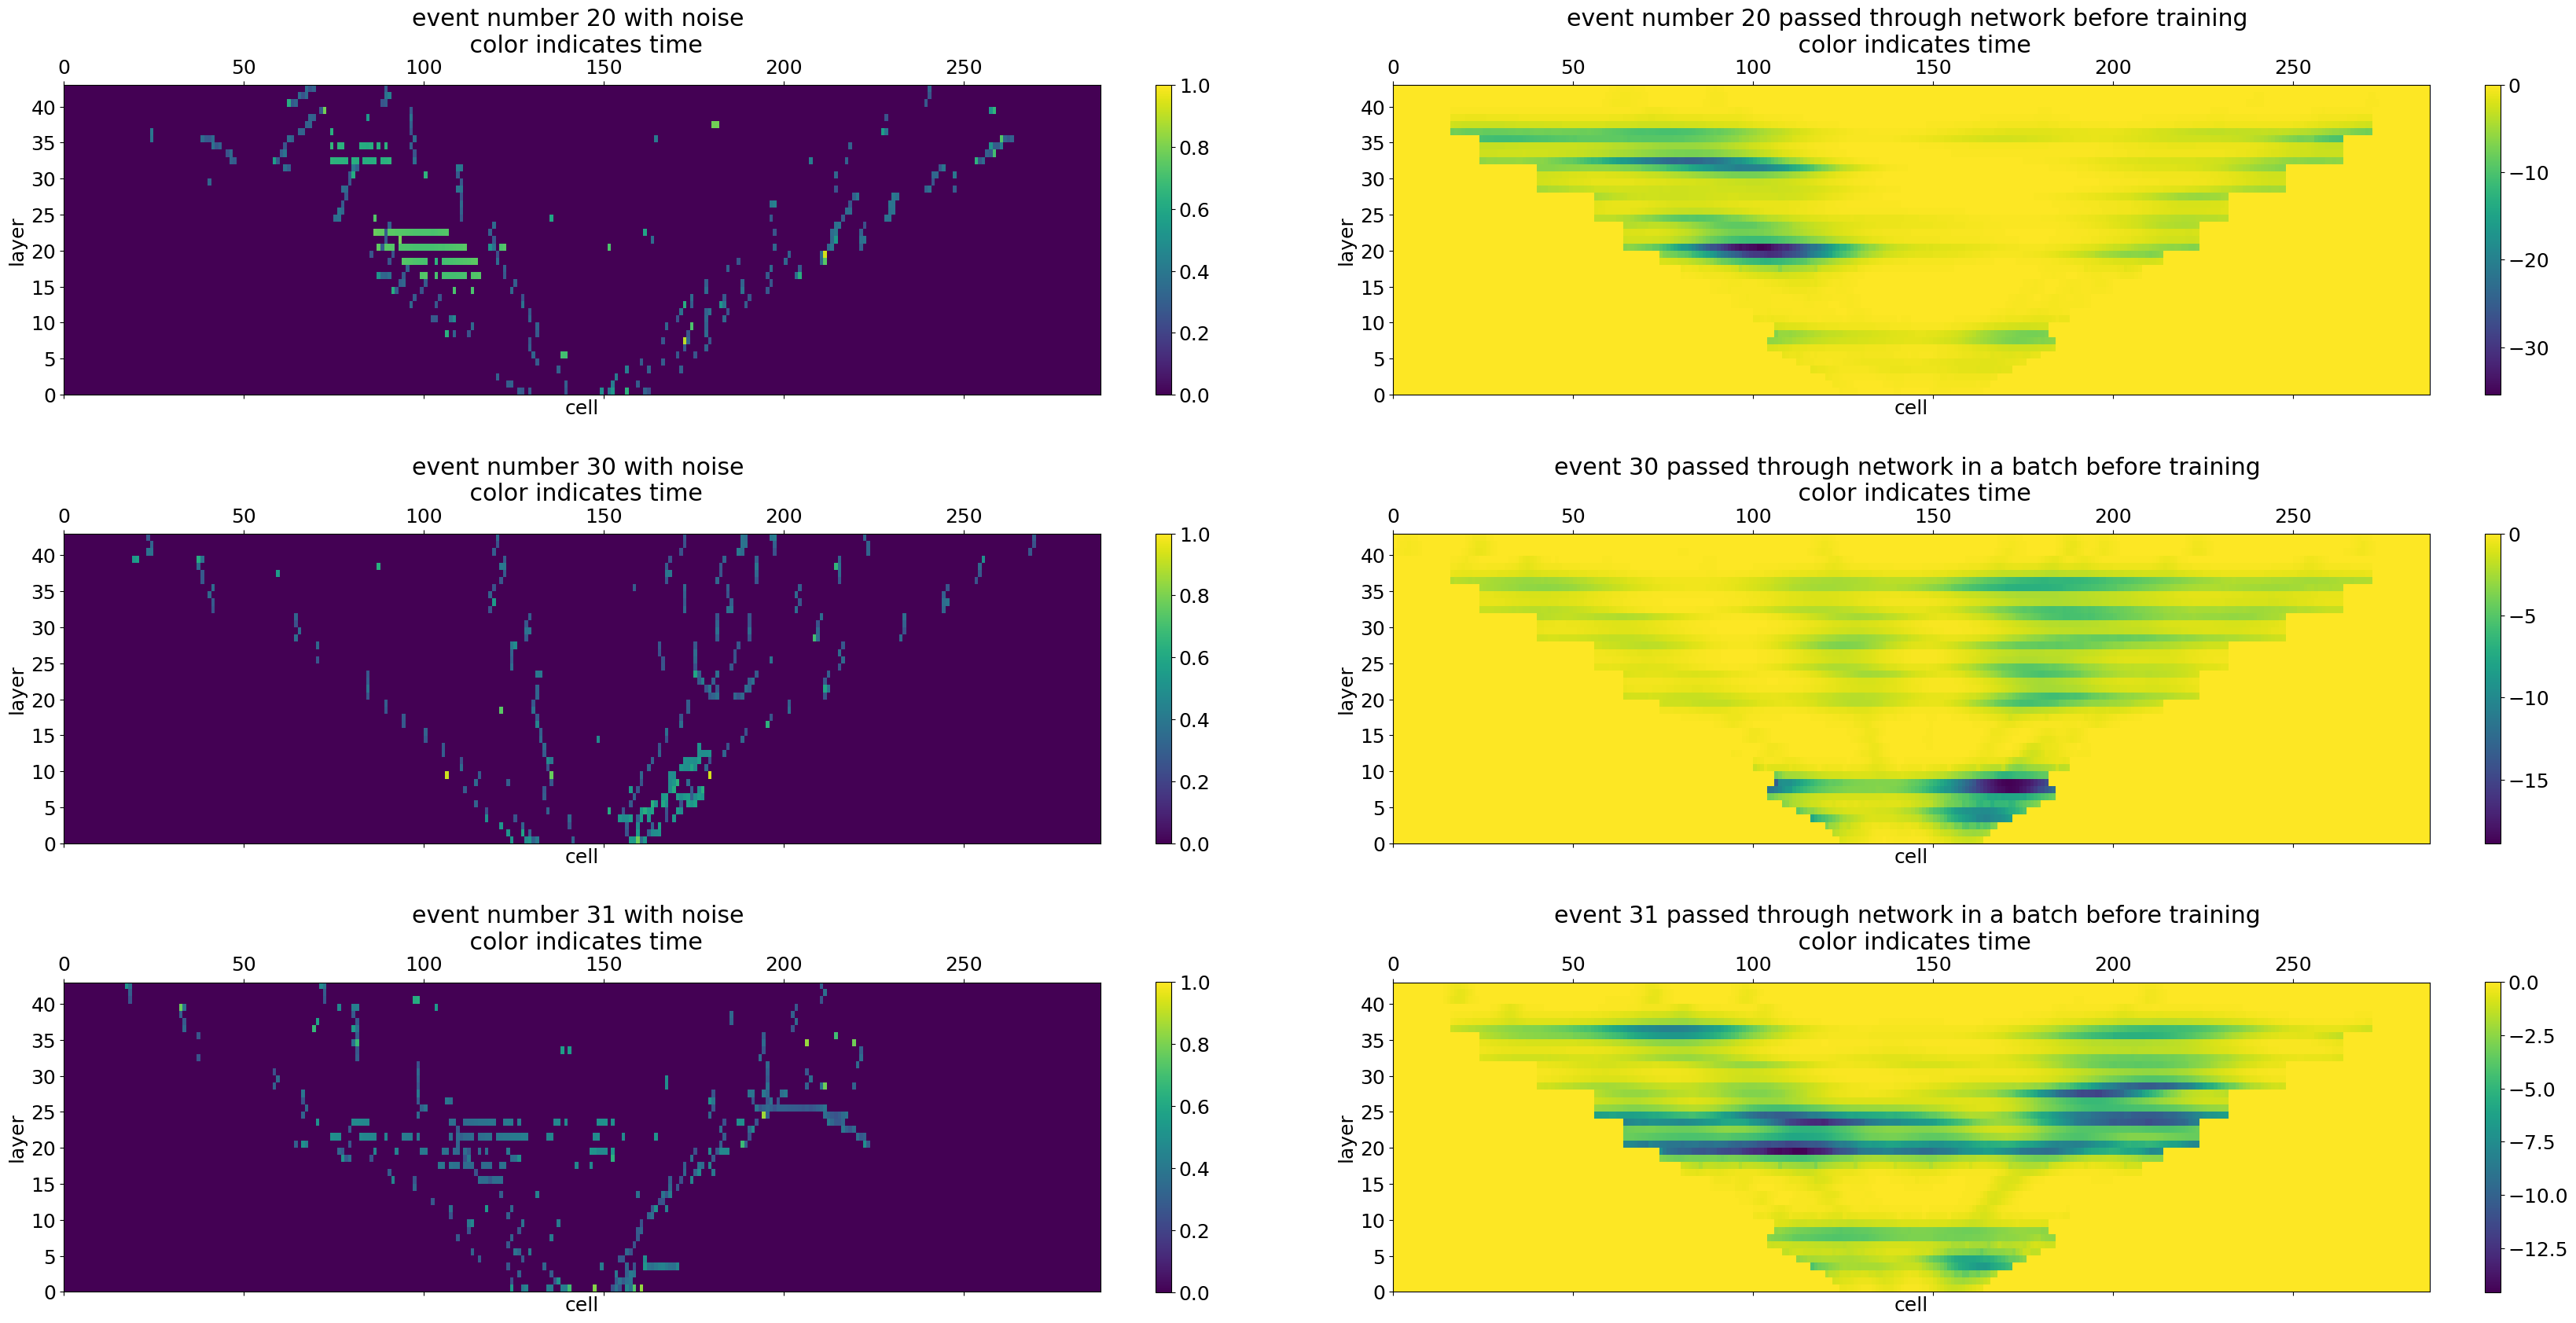 event number 20 with noise
color indicates time
0 50 100 150 200 250
40
35
30
25
20
15
10
5
0
layer
cell
1.0
0.8
0.6
0.4
0.2
0.0
event number 20 passed through network before training
color indicates time
0 50 100 150 200 250
40
35
30
25
20
15
10
5
0
layer
cell
0
−10
−20
−30
event number 30 with noise
color indicates time
0 50 100 150 200 250
40
35
30
25
20
15
10
5
0
layer
cell
1.0
0.8
0.6
0.4
0.2
0.0
event 30 passed through network in a batch before training
color indicates time
0 50 100 150 200 250
40
35
30
25
20
15
10
5
0
layer
cell
0
−5
−10
−15
event number 31 with noise
color indicates time
0 50 100 150 200 250
40
35
30
25
20
15
10
5
0
layer
cell
1.0
0.8
0.6
0.4
0.2
0.0
event 31 passed through network in a batch before training
color indicates time
0 50 100 150 200 250
40
35
30
25
20
15
10
5
0
layer
cell
0.0
−2.5
−5.0
−7.5
−10.0
−12.5